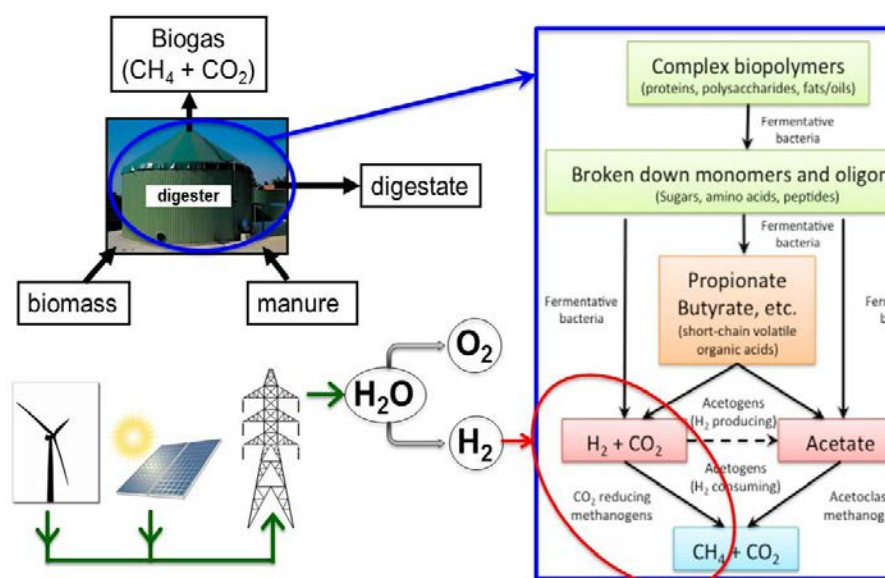 Biogas
(CH₄ + CO₂)
digester
digestate
biomass
manure
O₂
H₂O
H₂
Complex biopolymers
(proteins, polysaccharides, fats/oils)
Fermentative
bacteria
Broken down monomers and oligon
(Sugars, amino acids, peptides)
Fermentative
bacteria
Fermentative
bacteria
Propionate
Butyrate, etc.
(short-chain volatile
organic acids)
Acetogens
(H₂ producing)
H₂ + CO₂
Acetate
Acetogens
(H₂ consuming)
CO₂ reducing
methanogens
CH₄ + CO₂